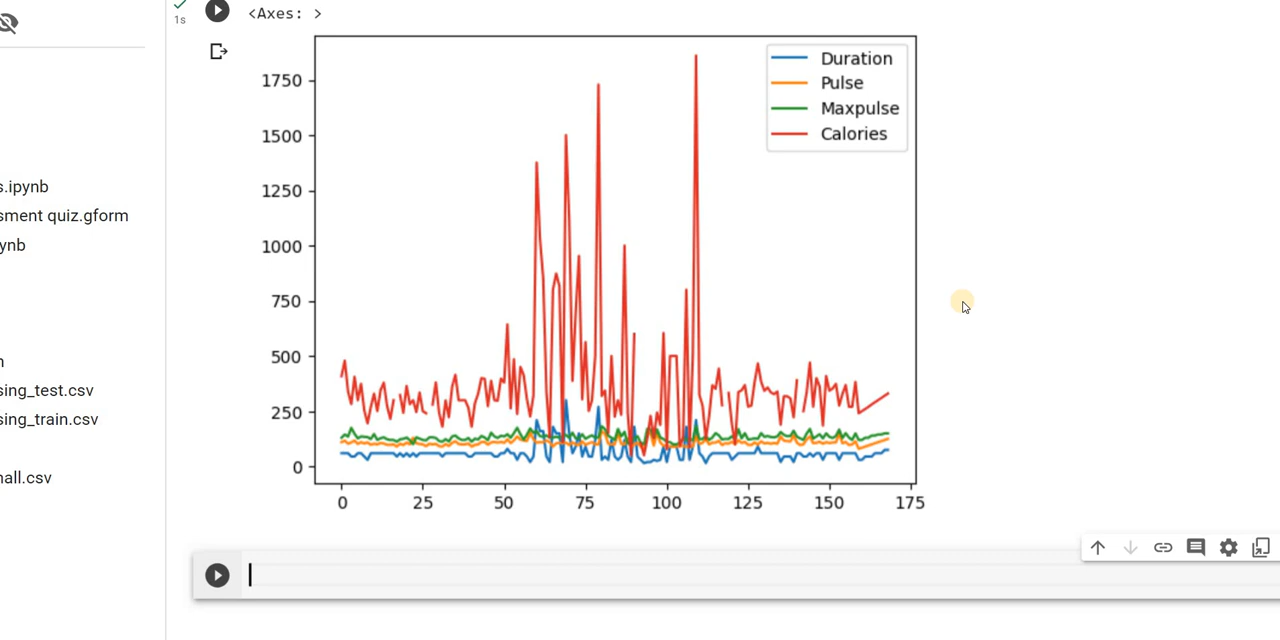 1s
<Axes: >
Duration
Pulse
Maxpulse
Calories
1750
1500
1250
1000
750
500
250
0
0 25 50 75 100 125 150 175
s.ipynb
sment quiz.gform
ynb
n
sing_test.csv
sing_train.csv
nall.csv